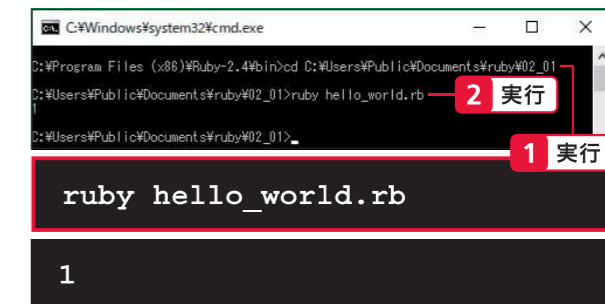 C:¥Windows¥system32¥cmd.exe
C:¥Program Files (x86)¥Ruby-2.4¥bin>cd C:¥Users¥Public¥Documents¥ruby¥02_01
C:¥Users¥Public¥Documents¥ruby¥02_01>ruby hello_world.rb
2 実行
1
C:¥Users¥Public¥Documents¥ruby¥02_01>_
1 実行
ruby hello_world.rb
1